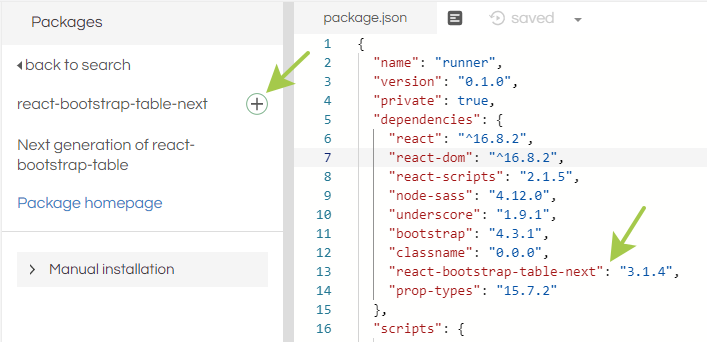 Packages
back to search
react-bootstrap-table-next
Next generation of react-
bootstrap-table
Package homepage
Manual installation
package.json
saved
1 {
2 "name": "runner",
3 "version": "0.1.0",
4 "private": true,
5 "dependencies": {
6 "react": "^16.8.2",
7 "react-dom": "^16.8.2",
8 "react-scripts": "2.1.5",
9 "node-sass": "4.12.0",
10 "underscore": "1.9.1",
11 "bootstrap": "4.3.1",
12 "classname": "0.0.0",
13 "react-bootstrap-table-next": "3.1.4",
14 "prop-types": "15.7.2"
15 },
16 "scripts": {